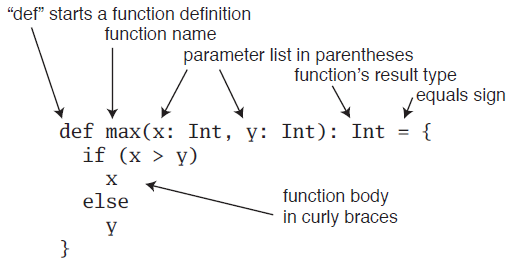 “def” starts a function definition
function name
parameter list in parentheses
function’s result type
equals sign
def max(x: Int, y: Int): Int = {
if (x > y)
x
else
y
}
function body
in curly braces